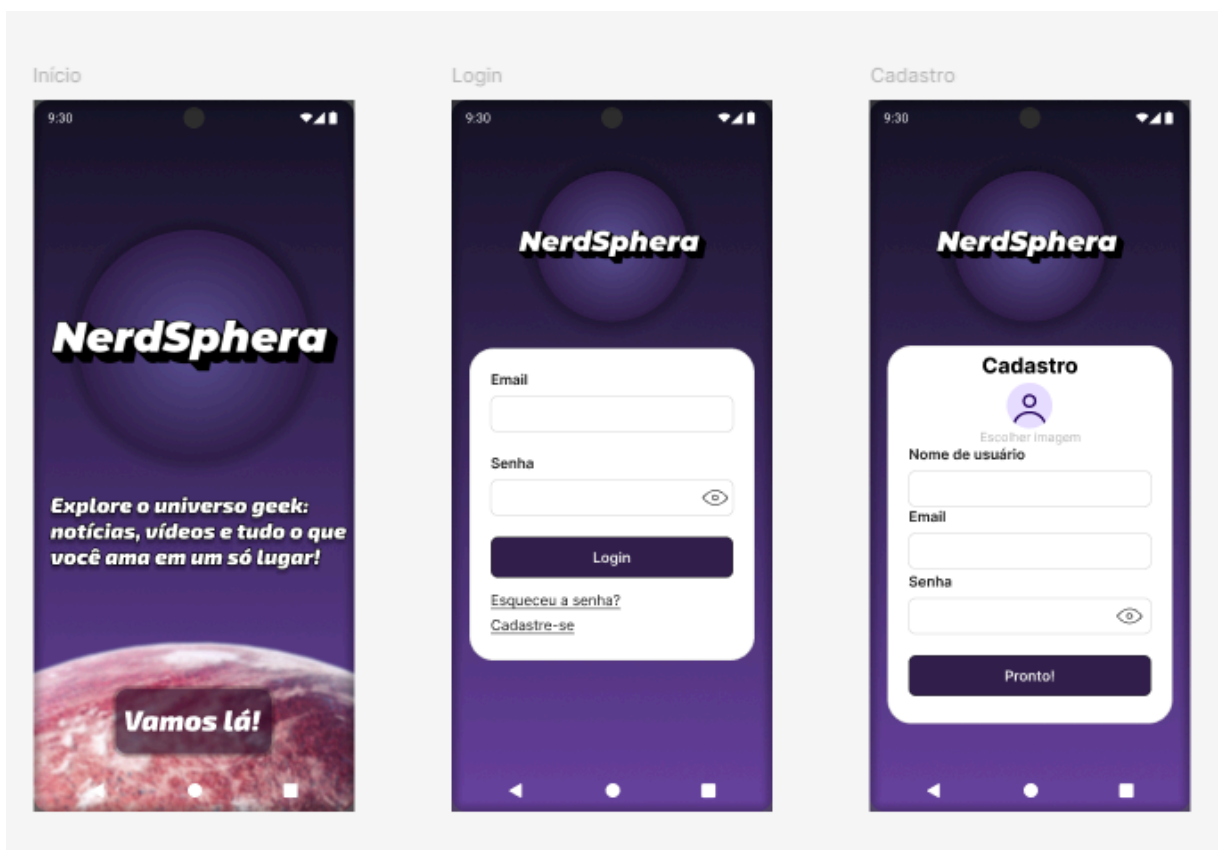 Início
9:30
NerdSphera
Explore o universo geek:
notícias, vídeos e tudo o que
você ama em um só lugar!
Vamos lá!
Login
9:30
NerdSphera
Email
Senha
Login
Esqueceu a senha?
Cadastre-se
Cadastro
9:30
NerdSphera
Cadastro
Escolher imagem
Nome de usuário
Email
Senha
Pronto!